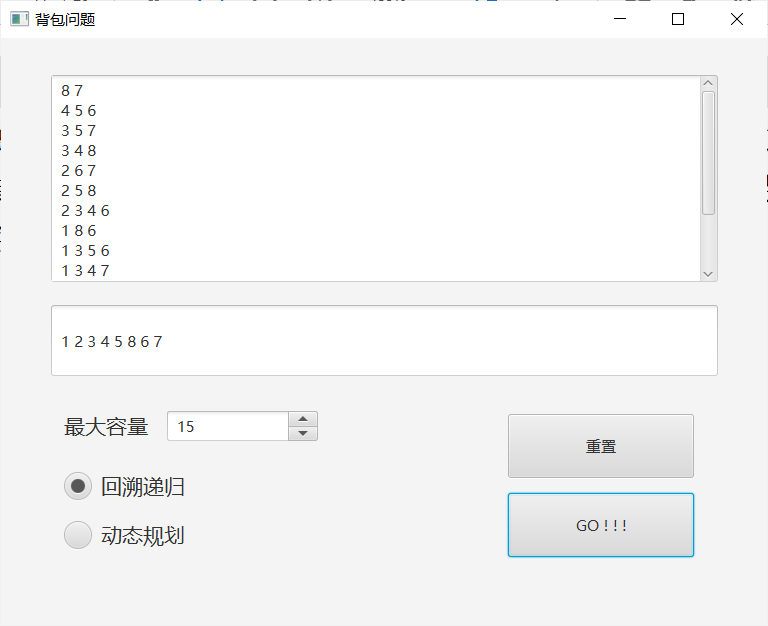 背包问题
8 7
4 5 6
3 5 7
3 4 8
2 6 7
2 5 8
2 3 4 6
1 8 6
1 3 5 6
1 3 4 7
1 2 3 4 5 8 6 7
最大容量 15
重置
回溯递归
GO ! ! !
动态规划